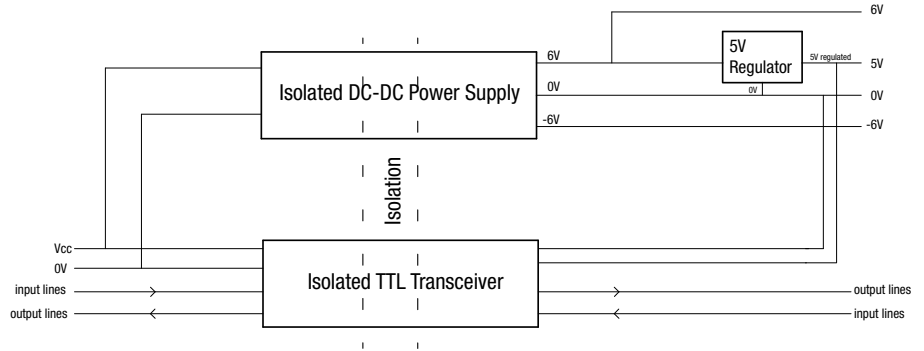 6V
6V
5V
Regulator
5V regulated
5V
Isolated DC-DC Power Supply
0V
0V
0V
-6V
-6V
Isolation
Vcc
0V
Isolated TTL Transceiver
input lines
output lines
output lines
input lines